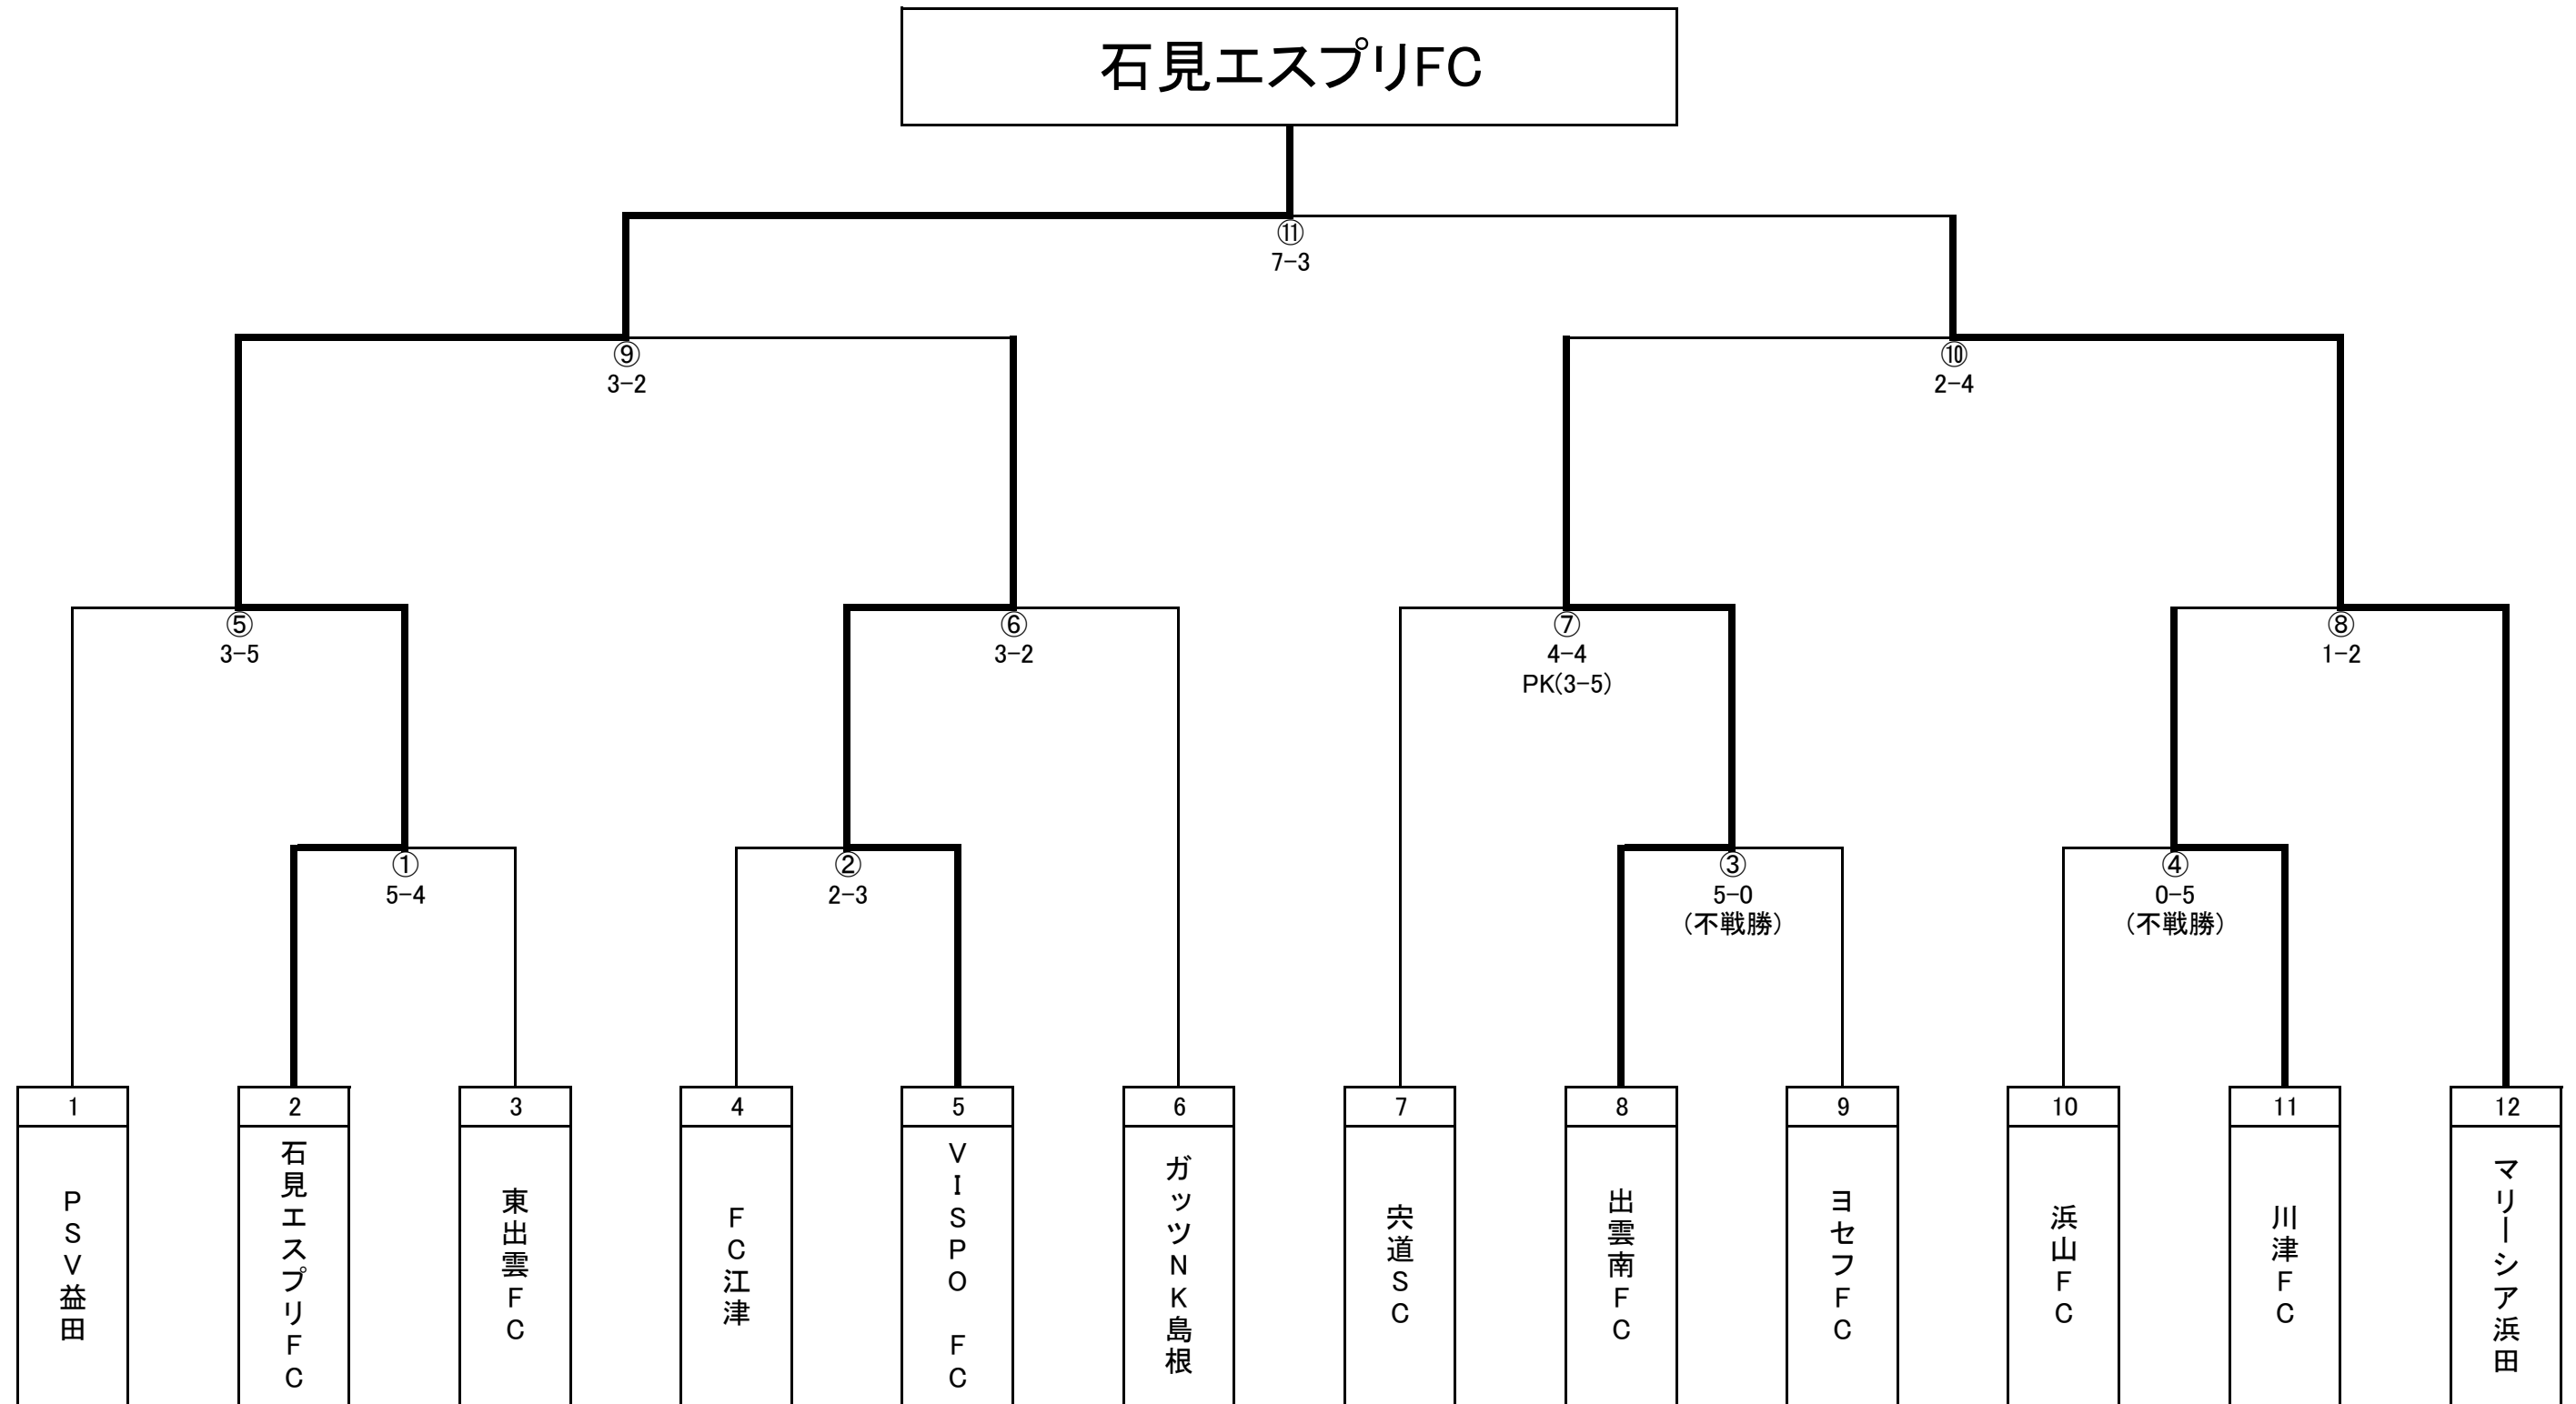 石見エスプリFC
⑪
7-3
⑨
3-2
⑩
2-4
⑤
3-5
⑥
3-2
⑦
4-4
PK(3-5)
⑧
1-2
①
5-4
②
2-3
③
5-0
(不戦勝)
④
0-5
(不戦勝)
1
2
3
4
5
6
7
8
9
10
11
12
PSV益田
石見エスプリFC
東出雲FC
FC江津
VISPO FC
ガッツNK島根
宍道SC
出雲南FC
ヨセフFC
浜山FC
川津FC
マリーシア浜田